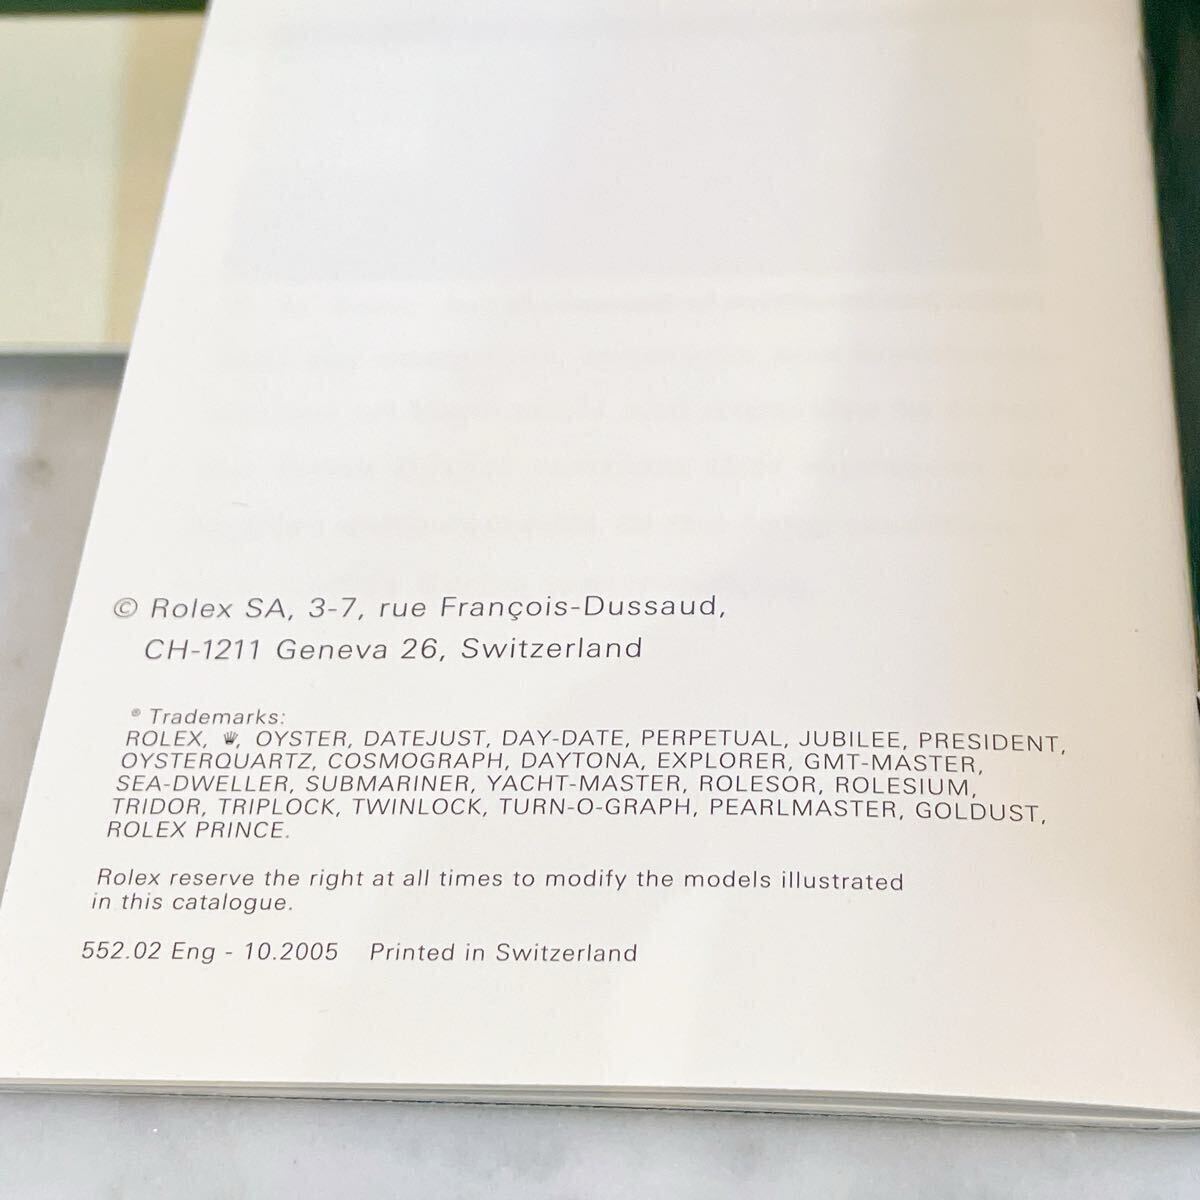 © Rolex SA, 3-7, rue François-Dussaud,
CH-1211 Geneva 26, Switzerland
® Trademarks:
ROLEX, ♛, OYSTER, DATEJUST, DAY-DATE, PERPETUAL, JUBILEE, PRESIDENT,
OYSTERQUARTZ, COSMOGRAPH, DAYTONA, EXPLORER, GMT-MASTER,
SEA-DWELLER, SUBMARINER, YACHT-MASTER, ROLESOR, ROLESIUM,
TRIDOR, TRIPLOCK, TWINLOCK, TURN-O-GRAPH, PEARLMASTER, GOLDUST,
ROLEX PRINCE.
Rolex reserve the right at all times to modify the models illustrated
in this catalogue.
552.02 Eng - 10.2005 Printed in Switzerland